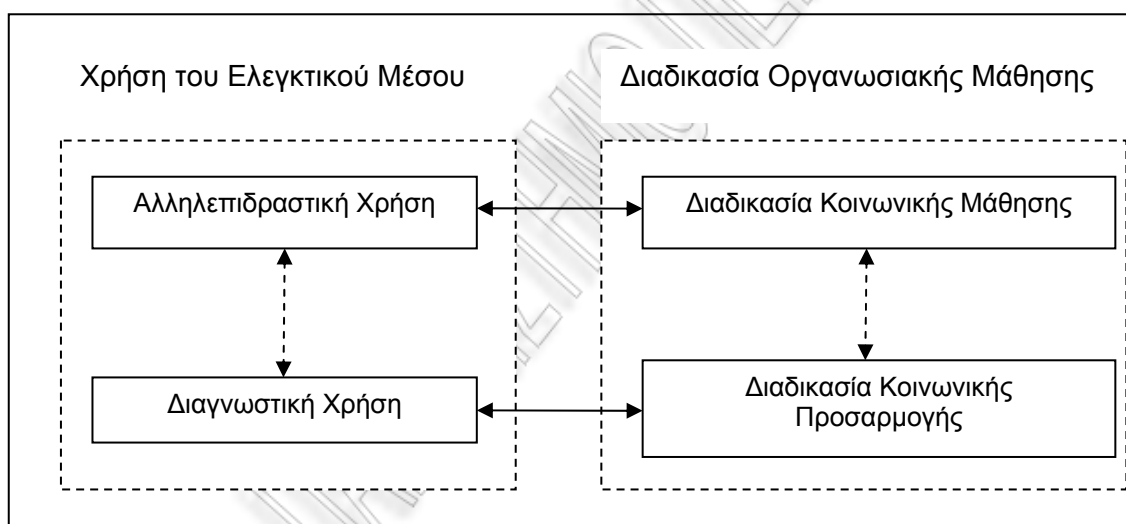 Χρήση του Ελεγκτικού Μέσου
Διαδικασία Οργανωσιακής Μάθησης
Αλληλεπιδραστική Χρήση
Διαδικασία Κοινωνικής Μάθησης
Διαγνωστική Χρήση
Διαδικασία Κοινωνικής
Προσαρμογής